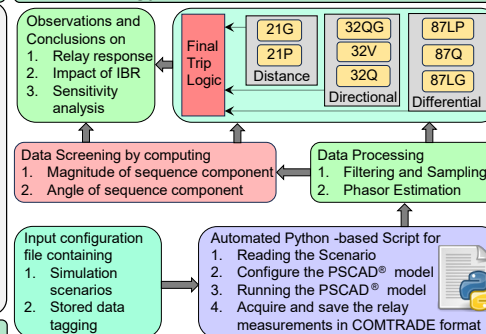 Observations and
Conclusions on
1. Relay response
2. Impact of IBR
3. Sensitivity
analysis
Final
Trip
Logic
21G
21P
Distance
32QG
32V
32Q
Directional
87LP
87Q
87LG
Differential
Data Screening by computing
1. Magnitude of sequence component
2. Angle of sequence component
Data Processing
1. Filtering and Sampling
2. Phasor Estimation
Input configuration
file containing
1. Simulation
scenarios
2. Stored data
tagging
Automated Python -based Script for
1. Reading the Scenario
2. Configure the PSCAD® model
3. Running the PSCAD ® model
4. Acquire and save the relay
measurements in COMTRADE format